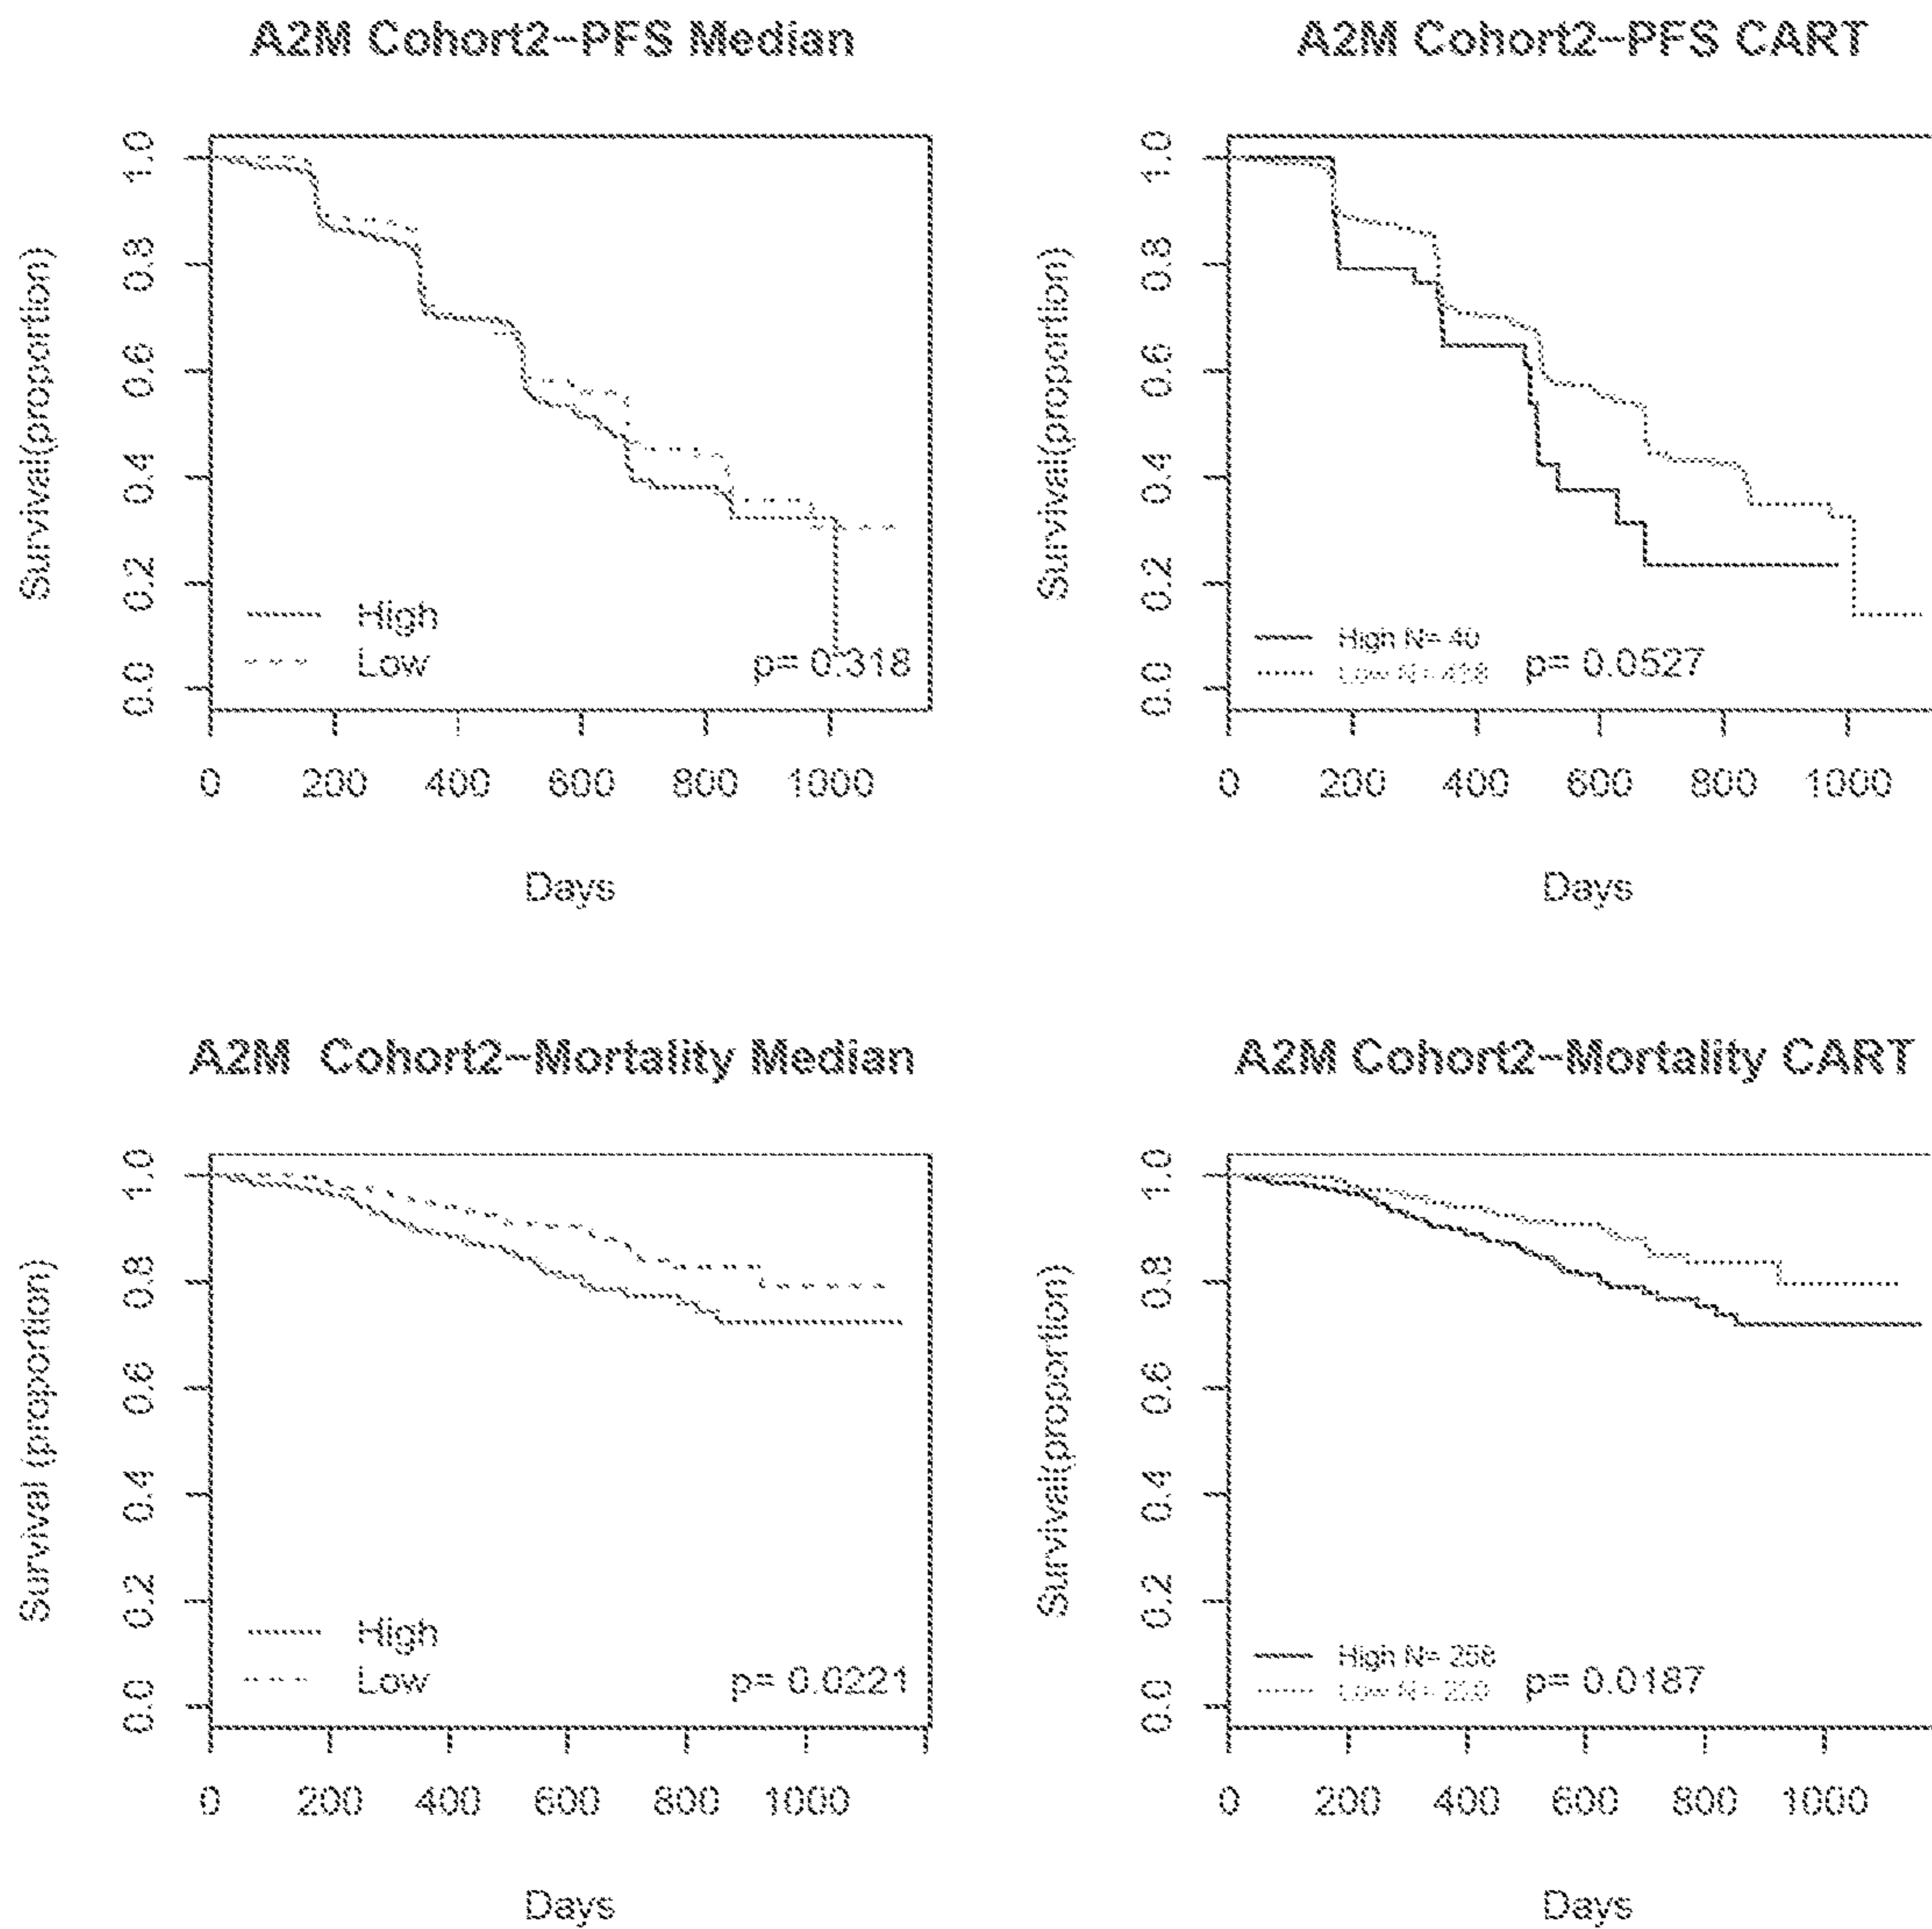 A2M Cohort2-PFS Median
Survival(proportion)
1.0
0.8
0.6
0.4
0.2
0.0
High
Low
p= 0.318
0 200 400 600 800 1000
Days
A2M Cohort2-PFS CART
Survival(proportion)
1.0
0.8
0.6
0.4
0.2
0.0
High N= 40
Low N=
p= 0.0527
0 200 400 600 800 1000
Days
A2M Cohort2-Mortality Median
Survival (proportion)
1.0
0.8
0.6
0.4
0.2
0.0
High
Low
p= 0.0221
0 200 400 600 800 1000
Days
A2M Cohort2-Mortality CART
Survival(proportion)
1.0
0.8
0.6
0.4
0.2
0.0
High N=
Low N=
p= 0.0187
0 200 400 600 800 1000
Days